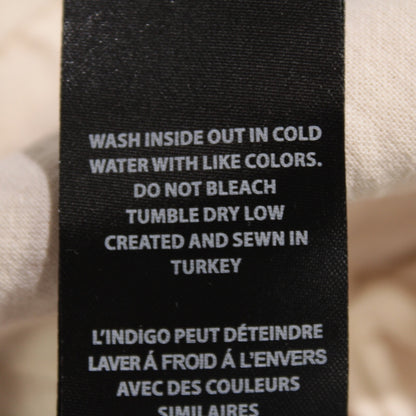 WASH INSIDE OUT IN COLD
WATER WITH LIKE COLORS.
DO NOT BLEACH
TUMBLE DRY LOW
CREATED AND SEWN IN
TURKEY
L'INDIGO PEUT DÉTEINDRE
LAVER Á FROID Á L'ENVERS
AVEC DES COULEURS
SIMILAIRES